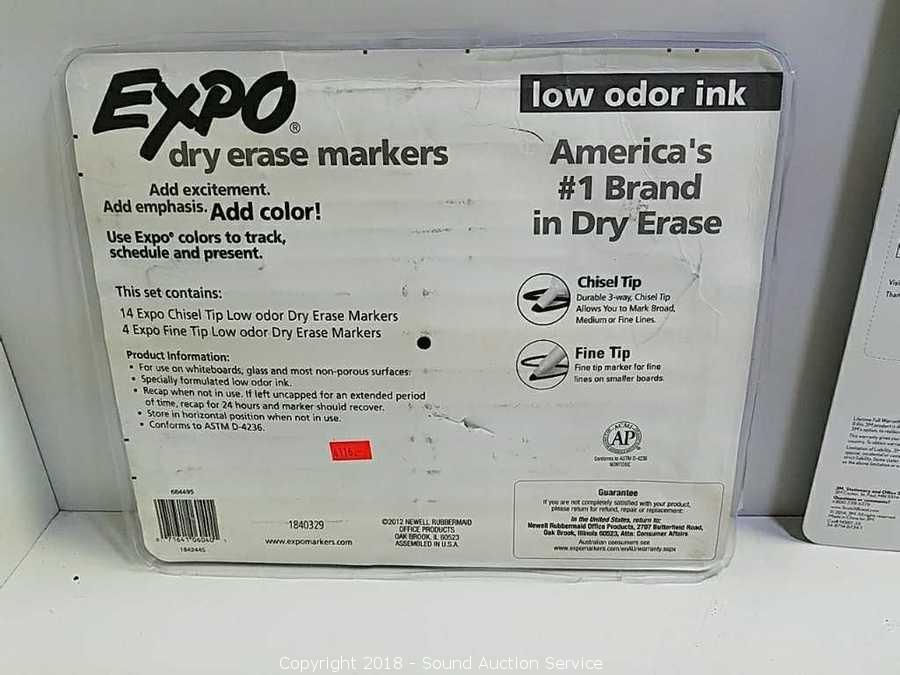 EXPO®
dry erase markers
Add excitement.
Add emphasis. Add color!
Use Expo® colors to track,
schedule and present.
This set contains:
14 Expo Chisel Tip Low odor Dry Erase Markers
4 Expo Fine Tip Low odor Dry Erase Markers
Product Information:
• For use on whiteboards, glass and most non-porous surfaces.
• Specially formulated low odor ink.
• Recap when not in use. If left uncapped for an extended period
of time, recap for 24 hours and marker should recover.
• Store in horizontal position when not in use.
• Conforms to ASTM D-4236.
684495
1842445
1840329
www.expomarkers.com
©2012 NEWELL RUBBERMAID
OFFICE PRODUCTS
OAK BROOK, IL 60523
ASSEMBLED IN U.S.A.
low odor ink
America's
#1 Brand
in Dry Erase
Chisel Tip
Durable 3-way, Chisel Tip
Allows You to Mark Broad,
Medium or Fine Lines.
Fine Tip
Fine tip marker for fine
lines on smaller boards.
ACMI
AP
Conforms to ASTM D-4236
NONTOXIC
Guarantee
If you are not completely satisfied with your product,
please return for refund, repair or replacement:
In the United States, return to:
Newell Rubbermaid Office Products, 2707 Butterfield Road,
Oak Brook, Illinois 60523, Attn: Consumer Affairs
Australian consumers see
www.expomarkers.com/en/AU/warranty.aspx
Copyright 2018 - Sound Auction Service